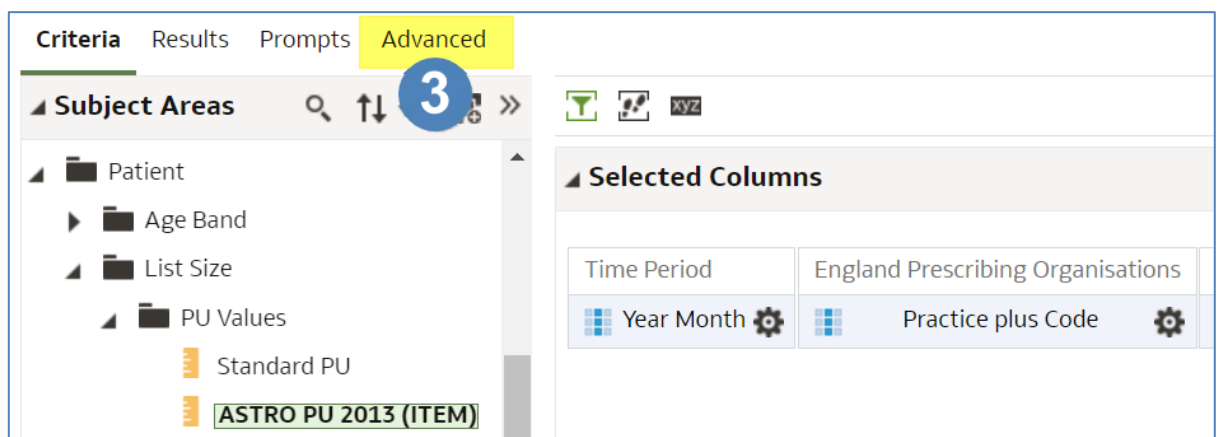 Criteria Results Prompts Advanced
3
Subject Areas
xyz
Patient
Age Band
List Size
PU Values
Standard PU
ASTRO PU 2013 (ITEM)
Selected Columns
Time Period England Prescribing Organisations
Year Month Practice plus Code